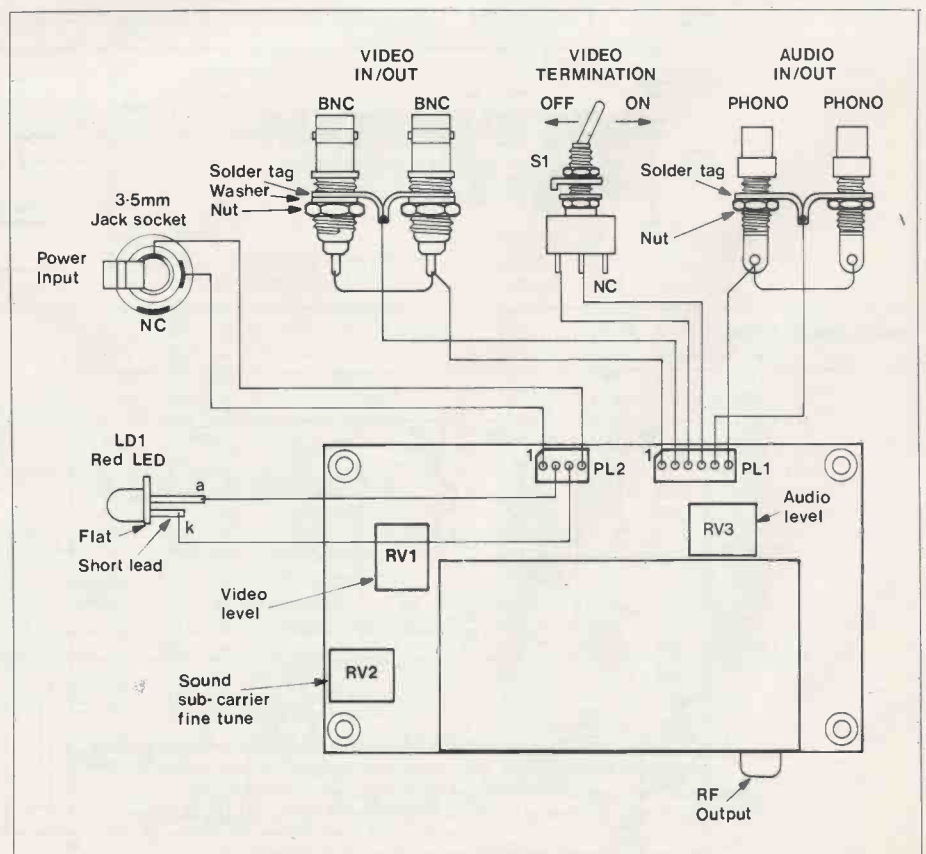 VIDEO
IN/OUT
BNC
BNC
VIDEO
TERMINATION
OFF
ON
S1
NC
AUDIO
IN/OUT
PHONO
PHONO
Solder tag
Washer
Nut
Solder tag
Nut
3·5mm
Jack socket
Power
Input
NC
LD1
Red LED
a
k
Flat
Short lead
1
PL2
1
PL1
RV1
Video
level
RV2
Sound
sub-carrier
fine tune
RV3
Audio
level
RF
Output